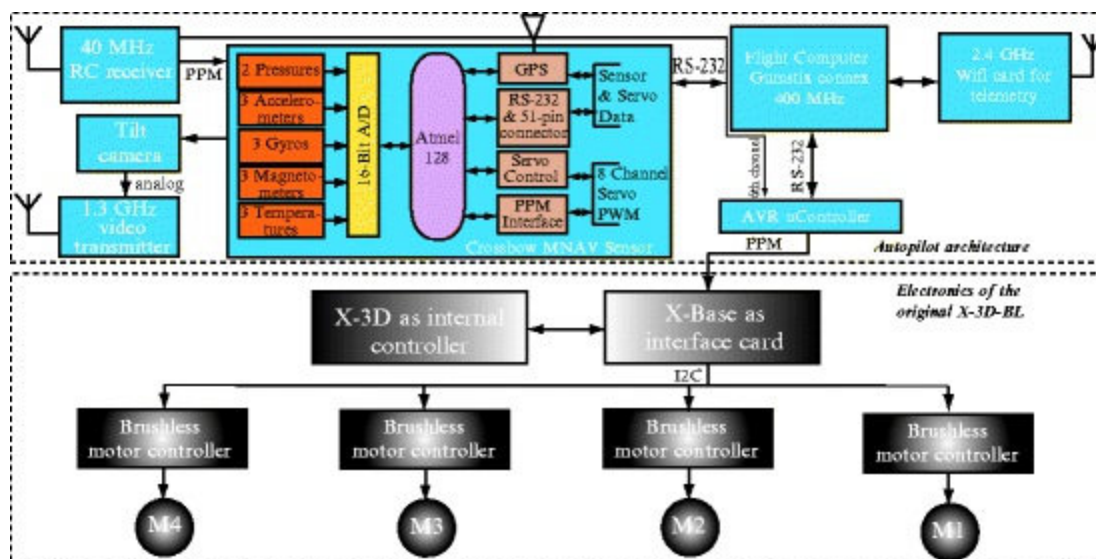 40 MHz
RC receiver
PPM
2 Pressures
3 Accelero-
meters
3 Gyros
3 Magneto-
meters
3 Tempera-
tures
16-Bit A/D
Atmel
128
GPS
RS-232
& 51-pin
connector
Servo
Control
PPM
Interface
Sensor
& Servo
Data
8 Channel
Servo
PWM
Crossbow MNAV Sensor
RS-232
Flight Computer
Gumstix connex
400 MHz
2.4 GHz
Wifi card for
telemetry
Tilt
camera
analog
1.3 GHz
video
transmitter
6th channel
RS-232
AVR uController
PPM
Autopilot architecture
Electronics of the
original X-3D-BL
X-3D as internal
controller
X-Base as
interface card
I2C
Brushless
motor controller
Brushless
motor controller
Brushless
motor controller
Brushless
motor controller
M4
M3
M2
M1